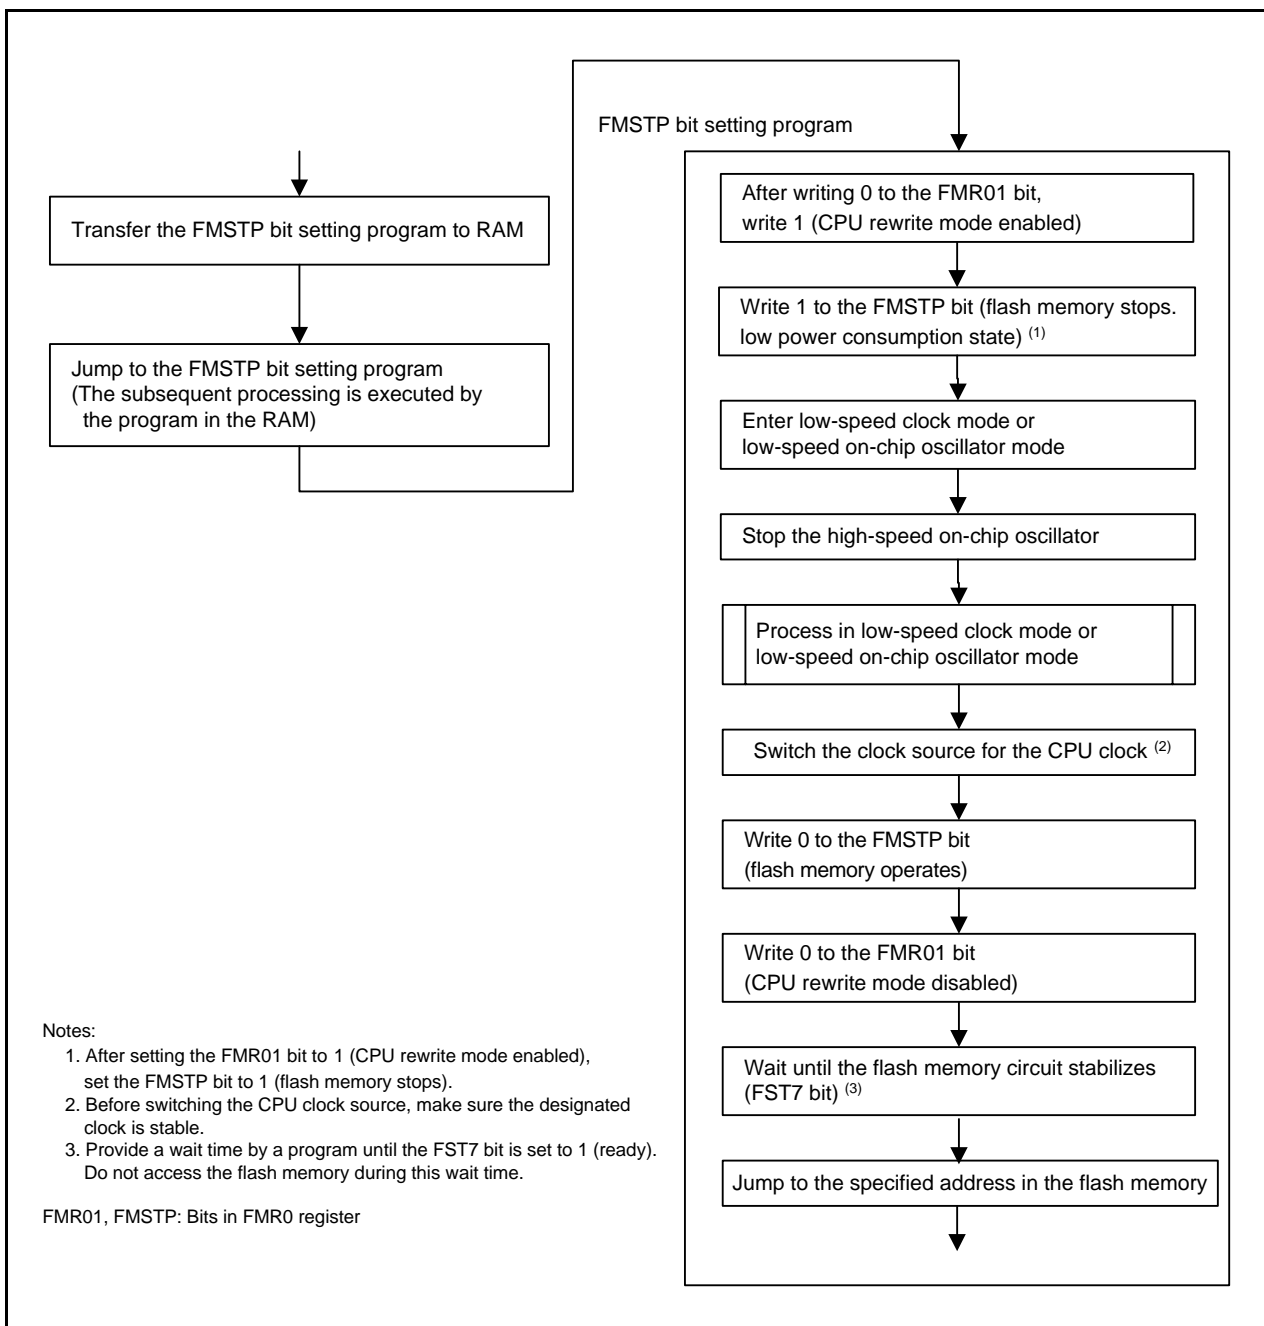 Transfer the FMSTP bit setting program to RAM
Jump to the FMSTP bit setting program
(The subsequent processing is executed by
the program in the RAM)
FMSTP bit setting program
After writing 0 to the FMR01 bit,
write 1 (CPU rewrite mode enabled)
Write 1 to the FMSTP bit (flash memory stops.
low power consumption state) (1)
Enter low-speed clock mode or
low-speed on-chip oscillator mode
Stop the high-speed on-chip oscillator
Process in low-speed clock mode or
low-speed on-chip oscillator mode
Switch the clock source for the CPU clock (2)
Write 0 to the FMSTP bit
(flash memory operates)
Write 0 to the FMR01 bit
(CPU rewrite mode disabled)
Wait until the flash memory circuit stabilizes
(FST7 bit) (3)
Jump to the specified address in the flash memory
Notes:
1. After setting the FMR01 bit to 1 (CPU rewrite mode enabled),
set the FMSTP bit to 1 (flash memory stops).
2. Before switching the CPU clock source, make sure the designated
clock is stable.
3. Provide a wait time by a program until the FST7 bit is set to 1 (ready).
Do not access the flash memory during this wait time.
FMR01, FMSTP: Bits in FMR0 register